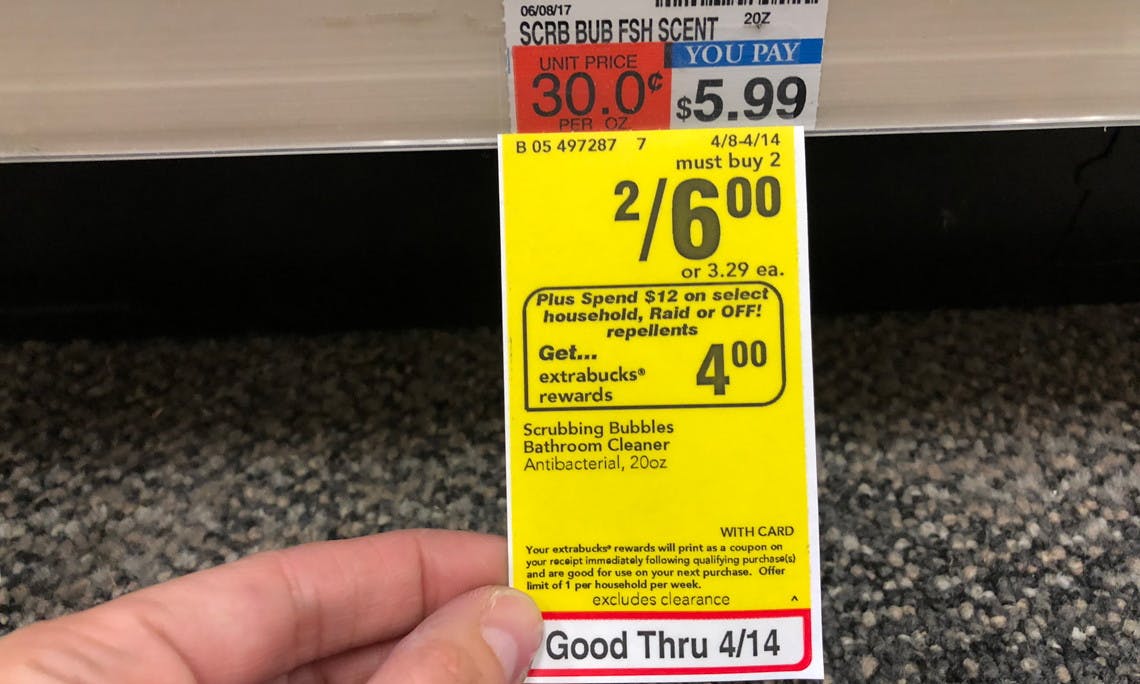 06/08/17
SCRB BUB FSH SCENT 20Z
UNIT PRICE
30.0¢
PER OZ
YOU PAY
$5.99
B 05 497287 7 4/8-4/14
must buy 2
2/6.00
or 3.29 ea.
Plus Spend $12 on select
household, Raid or OFF!
repellents
Get...
extrabucks®
rewards
4.00
Scrubbing Bubbles
Bathroom Cleaner
Antibacterial, 20oz
WITH CARD
Your extrabucks® rewards will print as a coupon on
your receipt immediately following qualifying purchase(s)
and are good for use on your next purchase. Offer
limit of 1 per household per week.
excludes clearance ^
Good Thru 4/14